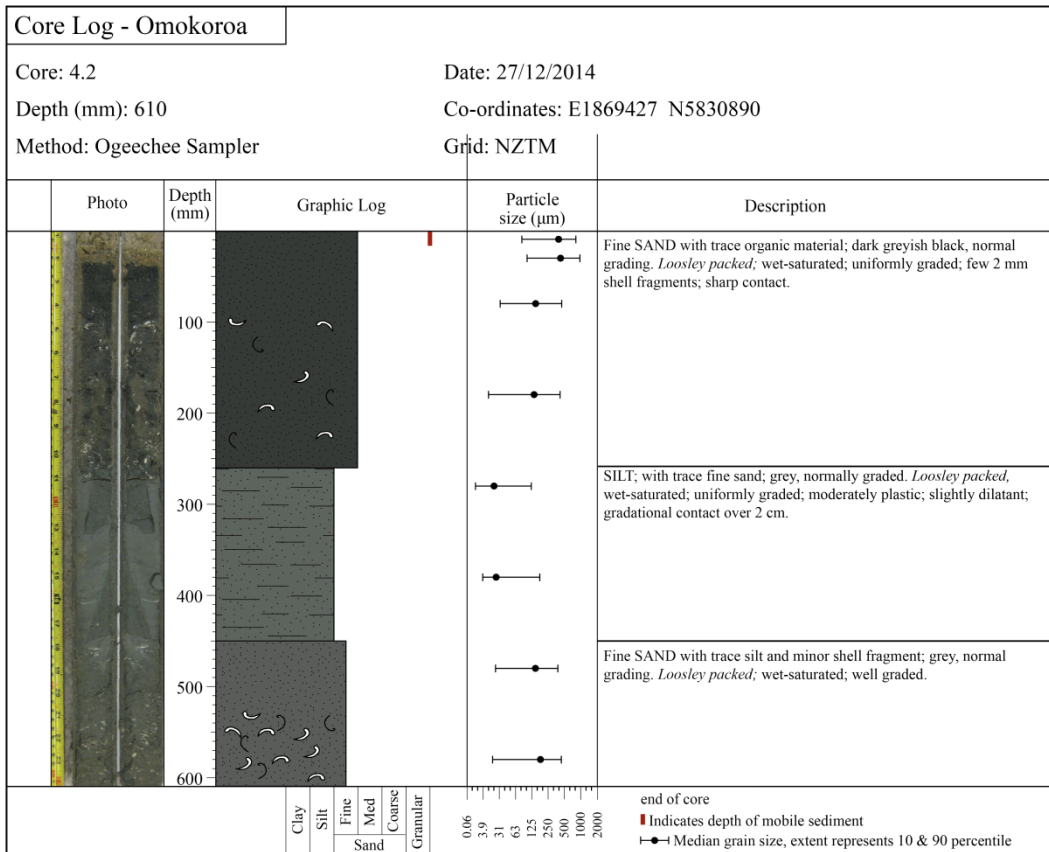 Core Log - Omokoroa
Core: 4.2
Date: 27/12/2014
Depth (mm): 610
Co-ordinates: E1869427 N5830890
Method: Ogeechee Sampler
Grid: NZTM
Photo
Depth
(mm)
Graphic Log
Particle
size (μm)
Description
Fine SAND with trace organic material; dark greyish black, normal
grading. Loosley packed; wet-saturated; uniformly graded; few 2 mm
shell fragments; sharp contact.
100
200
SILT; with trace fine sand; grey, normally graded. Loosley packed,
wet-saturated; uniformly graded; moderately plastic; slightly dilatant;
gradational contact over 2 cm.
300
400
Fine SAND with trace silt and minor shell fragment; grey, normal
grading. Loosley packed; wet-saturated; well graded.
500
600
Clay
Silt
Fine
Med
Coarse
Granular
Sand
0.06
3.9
31
63
125
250
500
1000
2000
end of core
Indicates depth of mobile sediment
Median grain size, extent represents 10 & 90 percentile